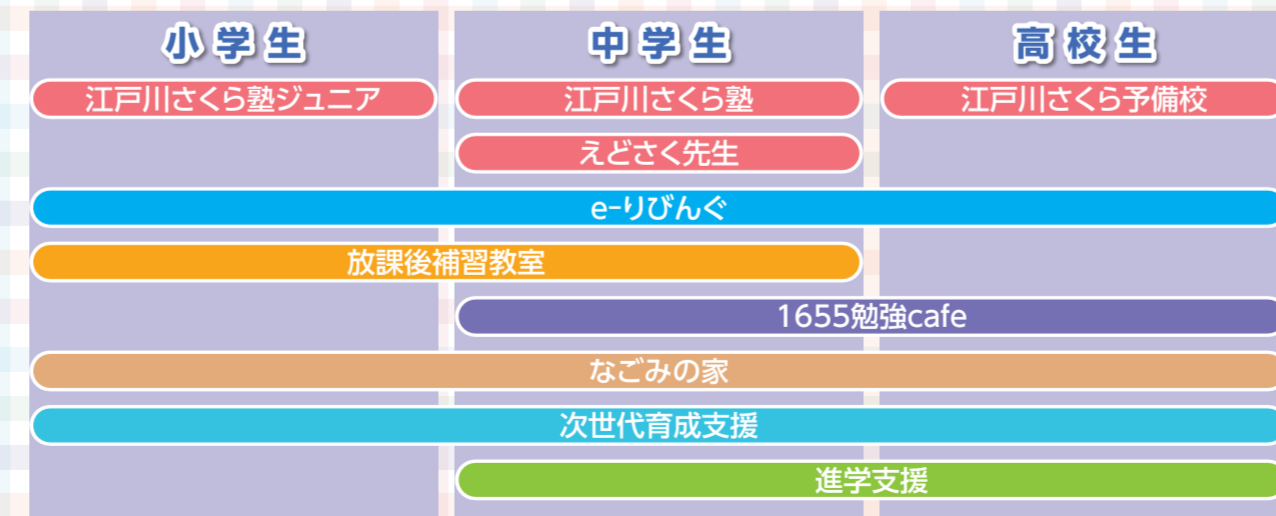 小学生
中学生
高校生
江戸川さくら塾ジュニア
江戸川さくら塾
江戸川さくら予備校
えどさく先生
e-りびんぐ
放課後補習教室
1655勉強cafe
なごみの家
次世代育成支援
進学支援